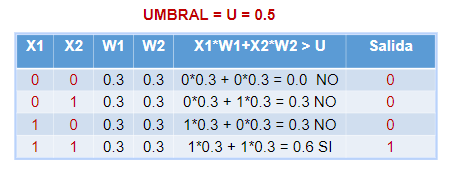 UMBRAL = U = 0.5
X1 X2 W1 W2 X1*W1+X2*W2 > U Salida
0 0 0.3 0.3 0*0.3 + 0*0.3 = 0.0 NO 0
0 1 0.3 0.3 0*0.3 + 1*0.3 = 0.3 NO 0
1 0 0.3 0.3 1*0.3 + 0*0.3 = 0.3 NO 0
1 1 0.3 0.3 1*0.3 + 1*0.3 = 0.6 SI 1